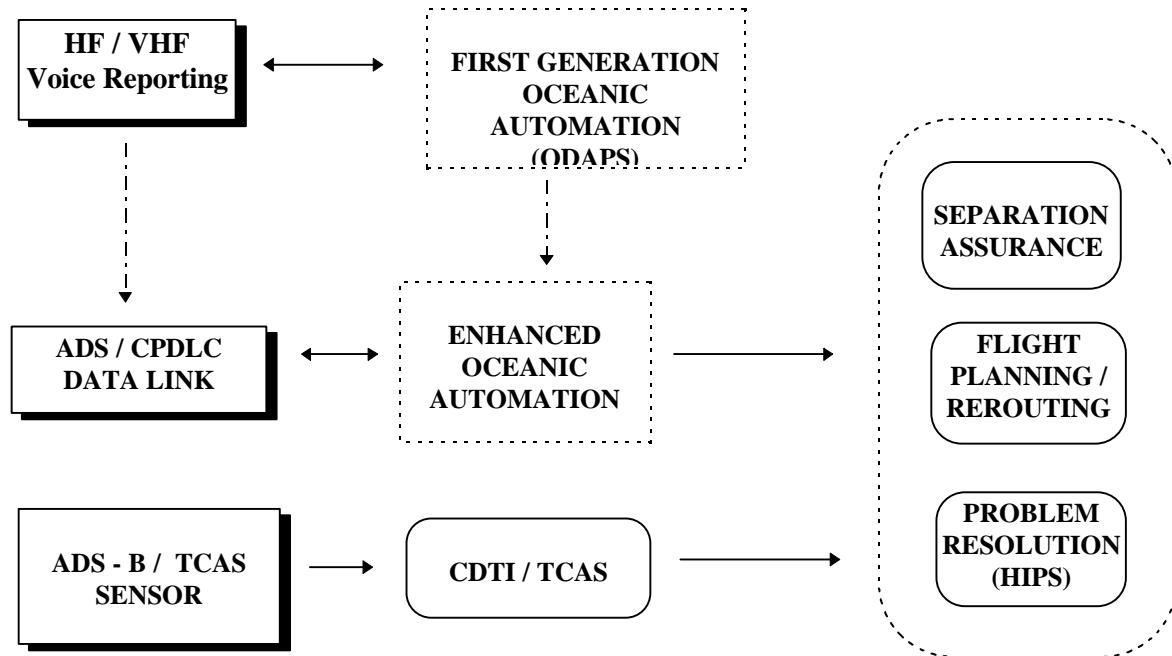 HF / VHF
Voice Reporting
FIRST GENERATION
OCEANIC
AUTOMATION
(ODAPS)
SEPARATION
ASSURANCE
ADS / CPDLC
DATA LINK
ENHANCED
OCEANIC
AUTOMATION
FLIGHT
PLANNING /
REROUTING
ADS - B / TCAS
SENSOR
CDTI / TCAS
PROBLEM
RESOLUTION
(HIPS)